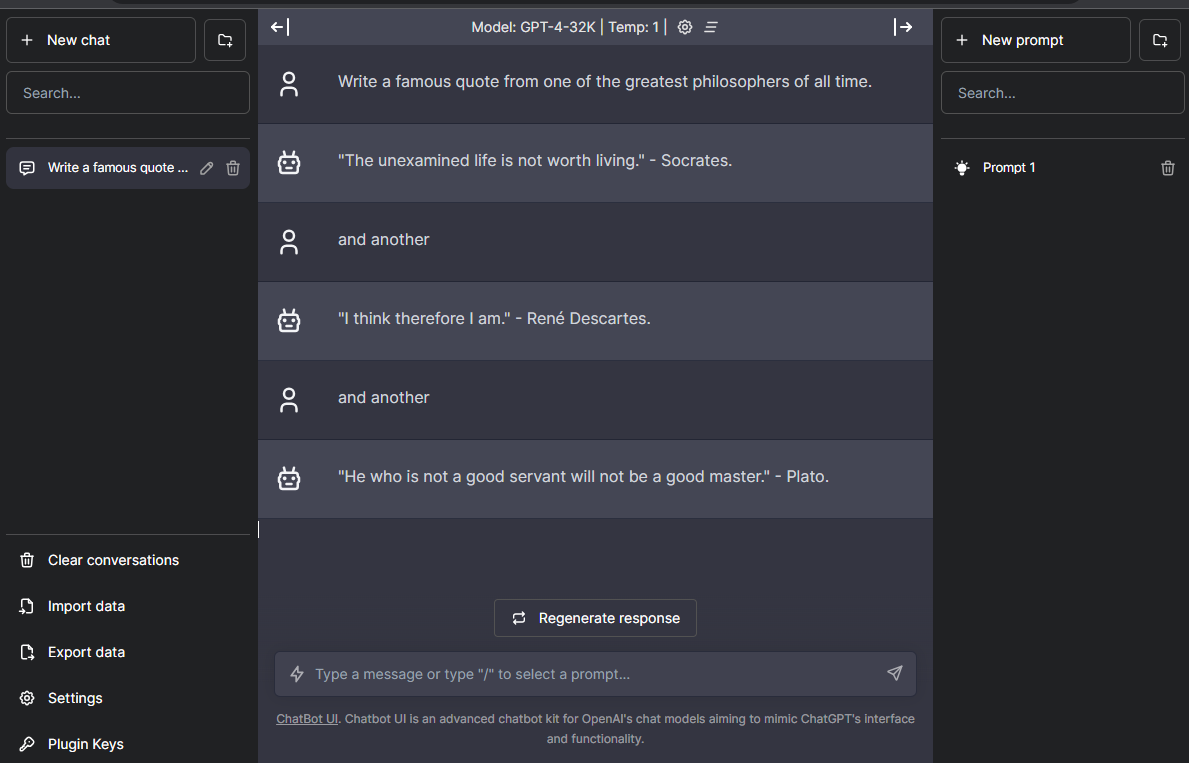 New chat
Search...
Write a famous quote ...
Clear conversations
Import data
Export data
Settings
Plugin Keys
Model: GPT-4-32K | Temp: 1 |
Write a famous quote from one of the greatest philosophers of all time.
"The unexamined life is not worth living." - Socrates.
and another
"I think therefore I am." - René Descartes.
and another
"He who is not a good servant will not be a good master." - Plato.
Regenerate response
Type a message or type "/" to select a prompt...
ChatBot UI. Chatbot UI is an advanced chatbot kit for OpenAI's chat models aiming to mimic ChatGPT's interface
and functionality.
New prompt
Search...
Prompt 1